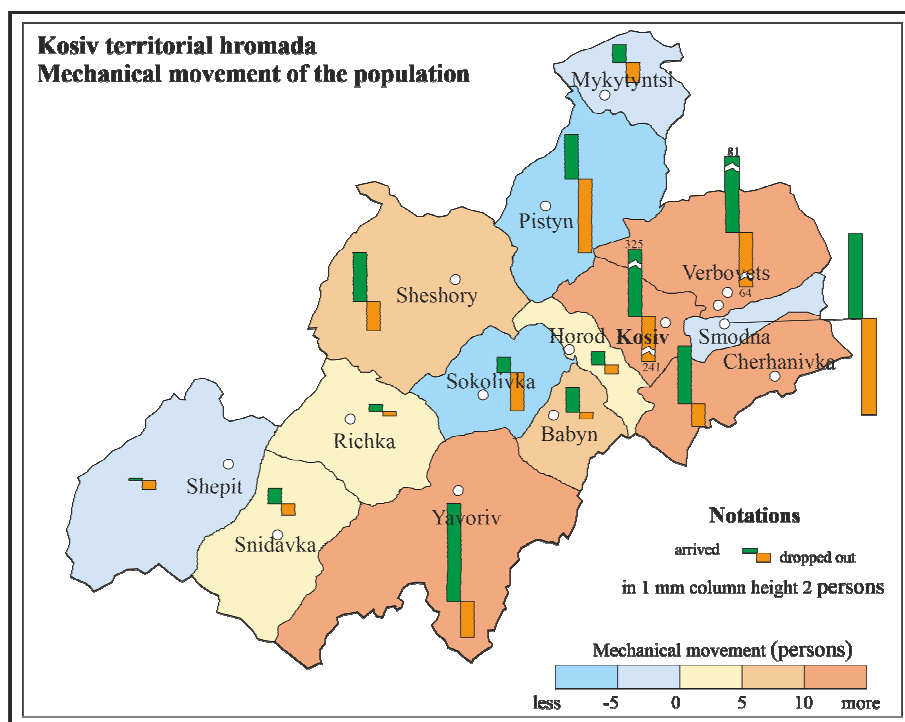 Kosiv territorial hromada
Mechanical movement of the population
Mykytyntsi
81
Pistyn
325
Verbovets
64
Sheshory
Horod
Kosiv
Smodna
241
Cherhanivka
Sokolivka
Babyn
Richka
Shepit
Yavoriv
Snidavka
Notations
arrived
dropped out
in 1 mm column height 2 persons
Mechanical movement (persons)
less -5 0 5 10 more